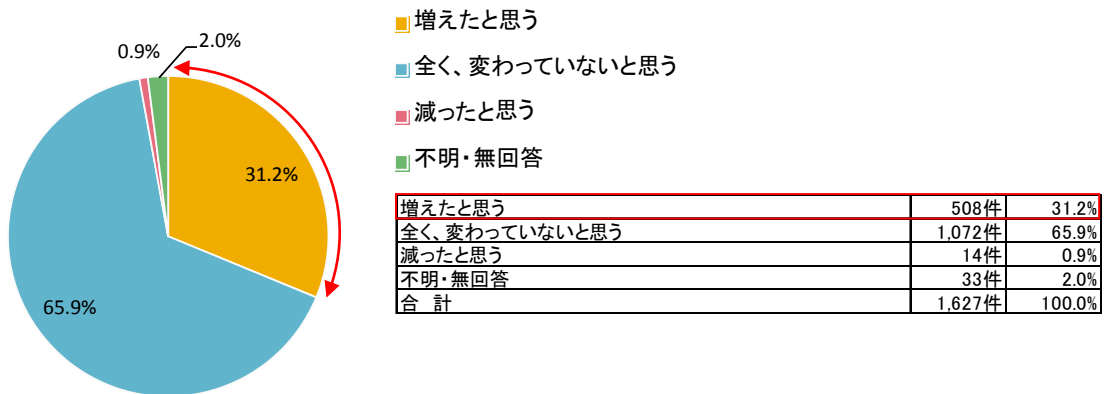 増えたと思う
全く、変わっていないと思う
減ったと思う
不明・無回答
0.9%
2.0%
31.2%
65.9%
増えたと思う 508件 31.2%
全く、変わっていないと思う 1,072件 65.9%
減ったと思う 14件 0.9%
不明・無回答 33件 2.0%
合　計 1,627件 100.0%